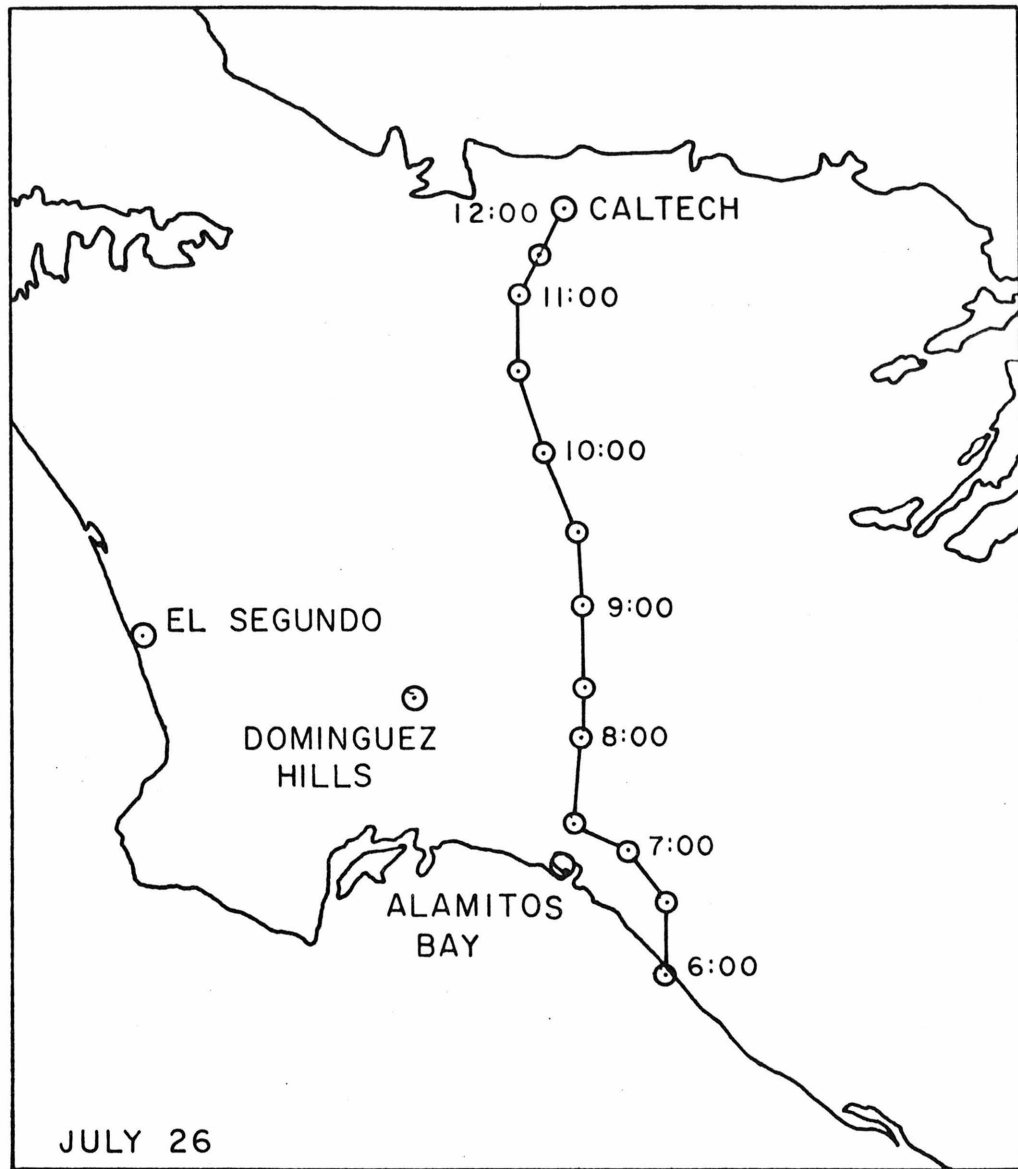 12:00 CALTECH
11:00
10:00
9:00
EL SEGUNDO
8:00
DOMINGUEZ
HILLS
7:00
ALAMITOS
BAY
6:00
JULY 26